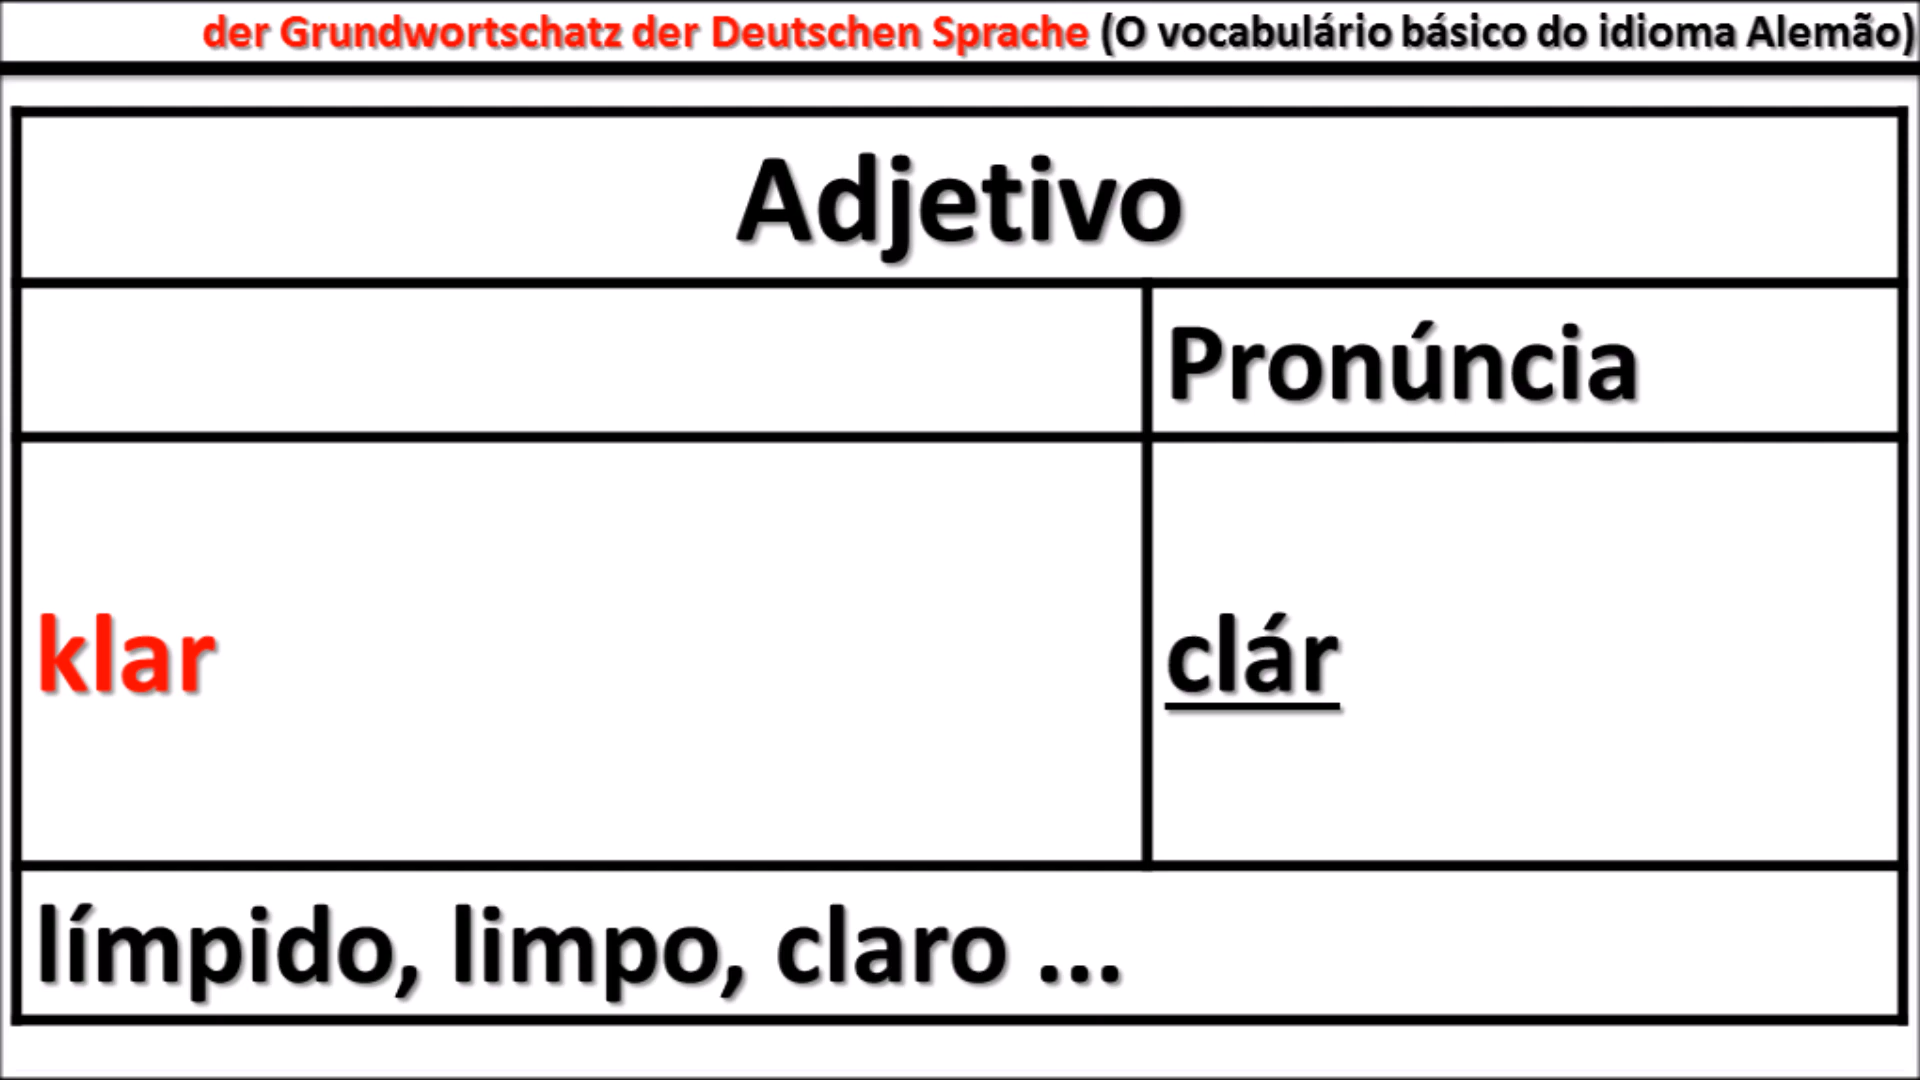 der Grundwortschatz der Deutschen Sprache (O vocabulário básico do idioma Alemão)
Adjetivo
Pronúncia
klar
clár
límpido, limpo, claro ...